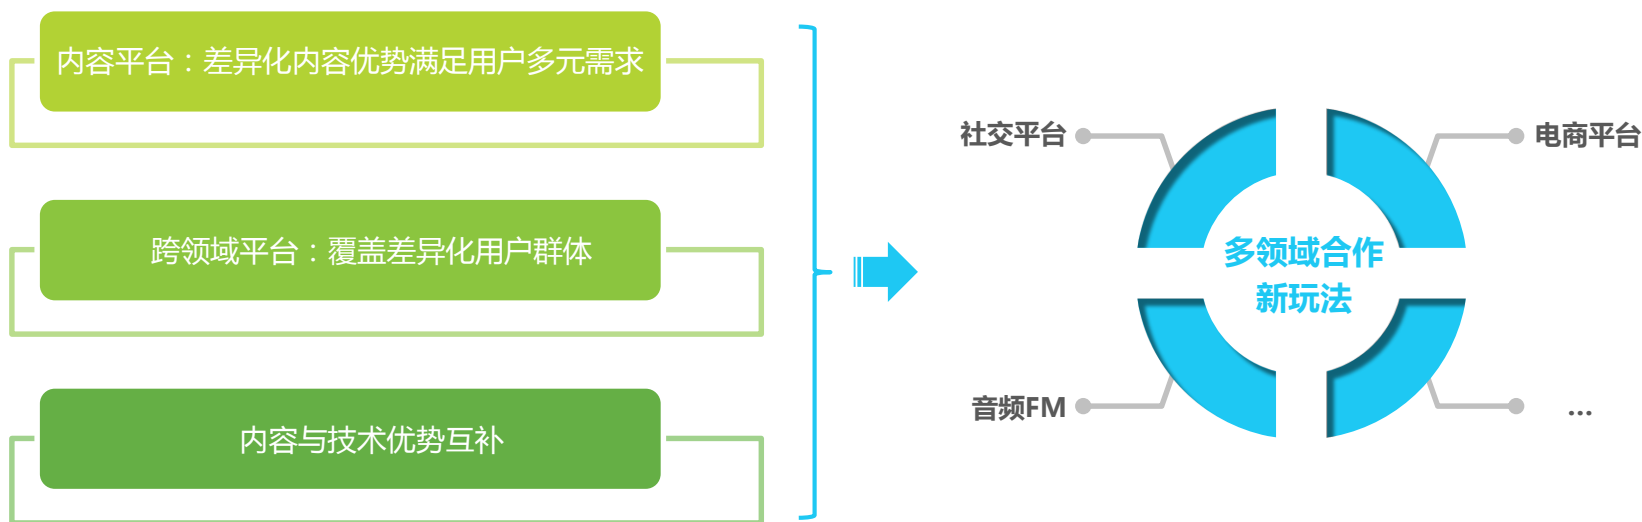 内容平台：差异化内容优势满足用户多元需求
跨领域平台：覆盖差异化用户群体
内容与技术优势互补
社交平台
电商平台
多领域合作
新玩法
音频FM
...